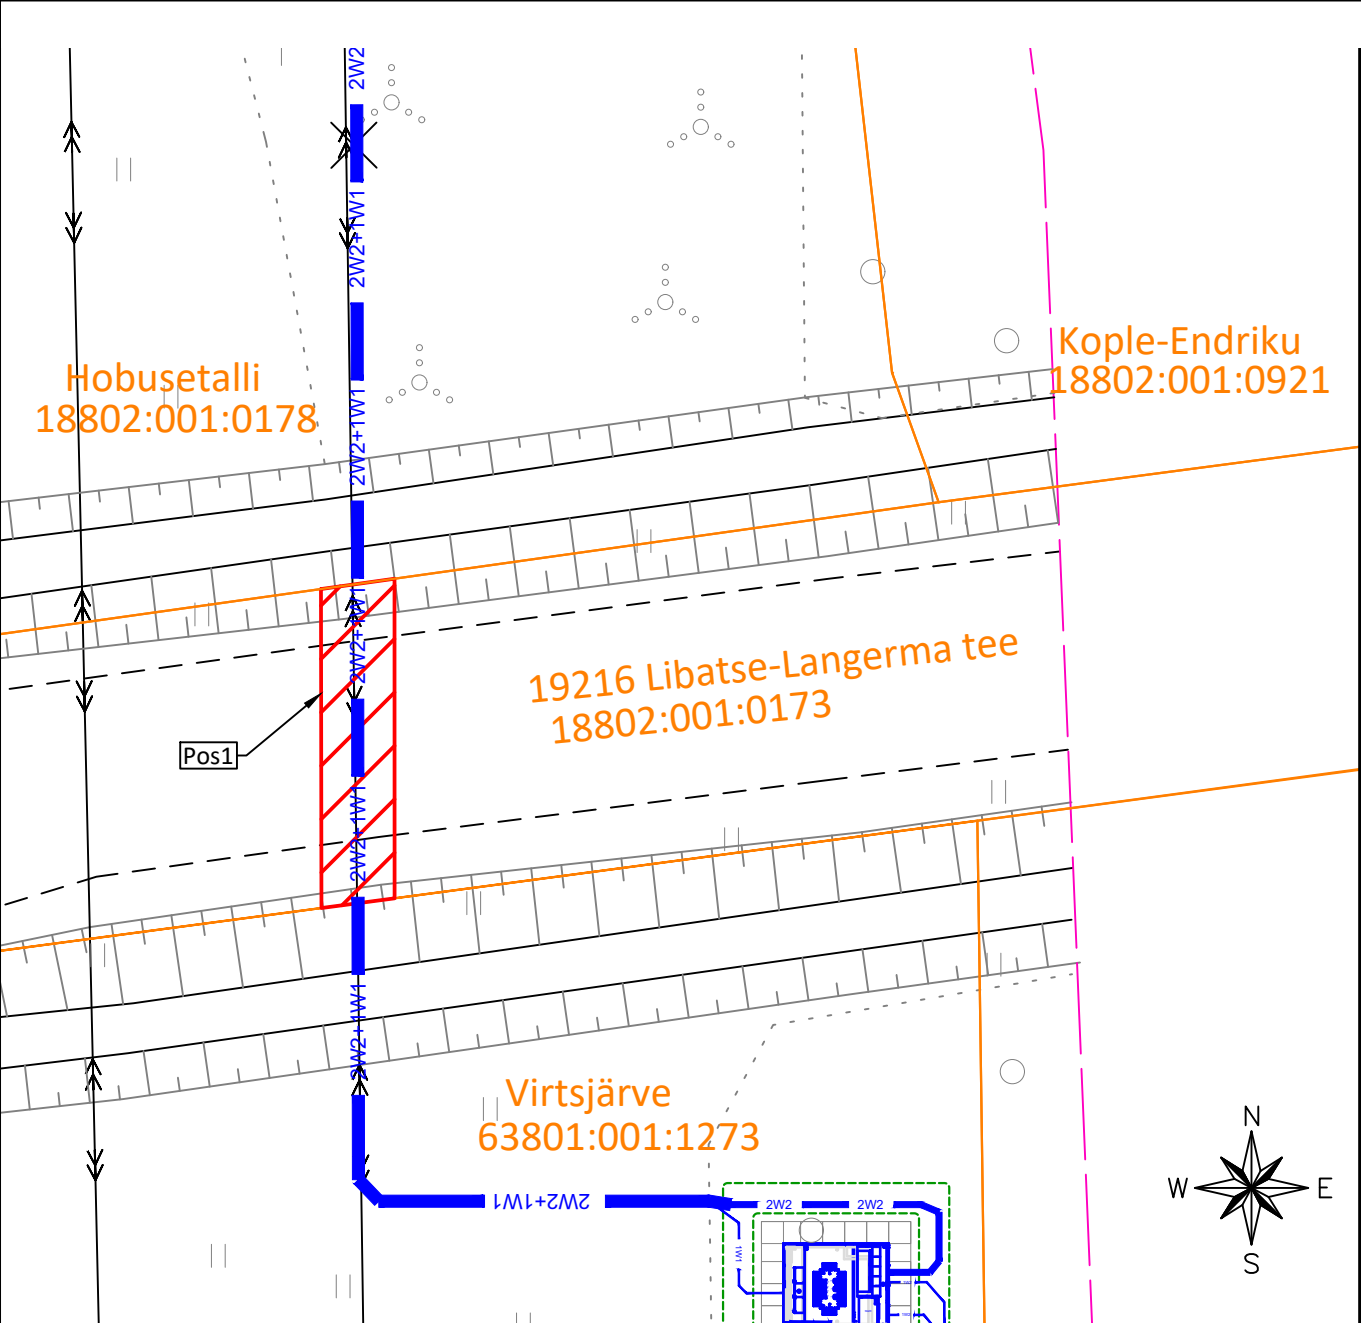 2W2
2W2+1W1
Hobusetalli
18802:001:0178
Kople-Endriku
18802:001:0921
2W2+1W1
2W2+1W1
19216 Libatse-Langerma tee
18802:001:0173
Pos1
2W2+1W1
2W2+1W1
Virtsjärve
63801:001:1273
2W2+1W1
2W2
2W2
1W1
N
W
E
S